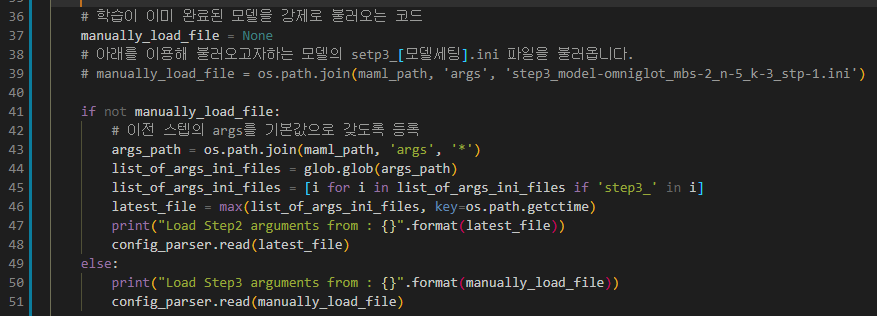 36 # 학습이 이미 완료된 모델을 강제로 불러오는 코드
37 manually_load_file = None
38 # 아래를 이용해 불러오고자하는 모델의 setp3_[모델세팅].ini 파일을 불러옵니다.
39 # manually_load_file = os.path.join(maml_path, 'args', 'step3_model-omniglot_mbs-2_n-5_k-3_stp-1.ini')
40
41 if not manually_load_file:
42 # 이전 스텝의 args를 기본값으로 갖도록 등록
43 args_path = os.path.join(maml_path, 'args', '*')
44 list_of_args_ini_files = glob.glob(args_path)
45 list_of_args_ini_files = [i for i in list_of_args_ini_files if 'step3_' in i]
46 latest_file = max(list_of_args_ini_files, key=os.path.getctime)
47 print("Load Step2 arguments from : {}".format(latest_file))
48 config_parser.read(latest_file)
49 else:
50 print("Load Step3 arguments from : {}".format(manually_load_file))
51 config_parser.read(manually_load_file)